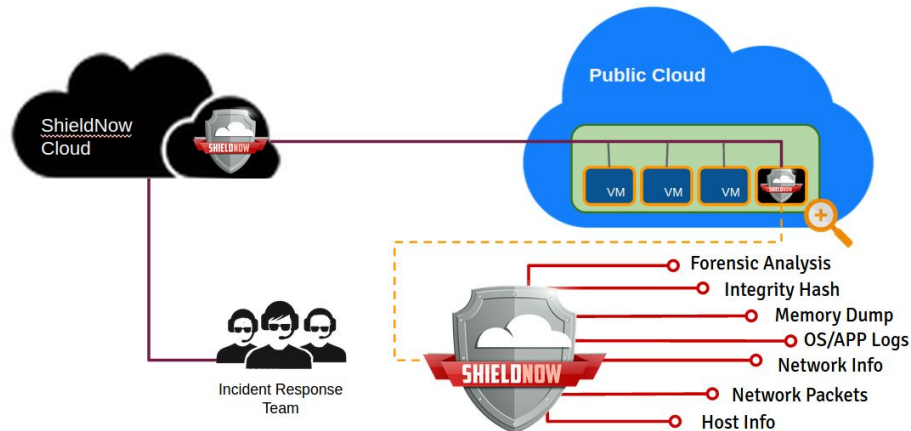 Public Cloud
ShieldNow
Cloud
SHIELDNOW
VM
VM
VM
SHIELDNOW
Forensic Analysis
Integrity Hash
Memory Dump
OS/APP Logs
SHIELDNOW
Network Info
Network Packets
Host Info
Incident Response
Team